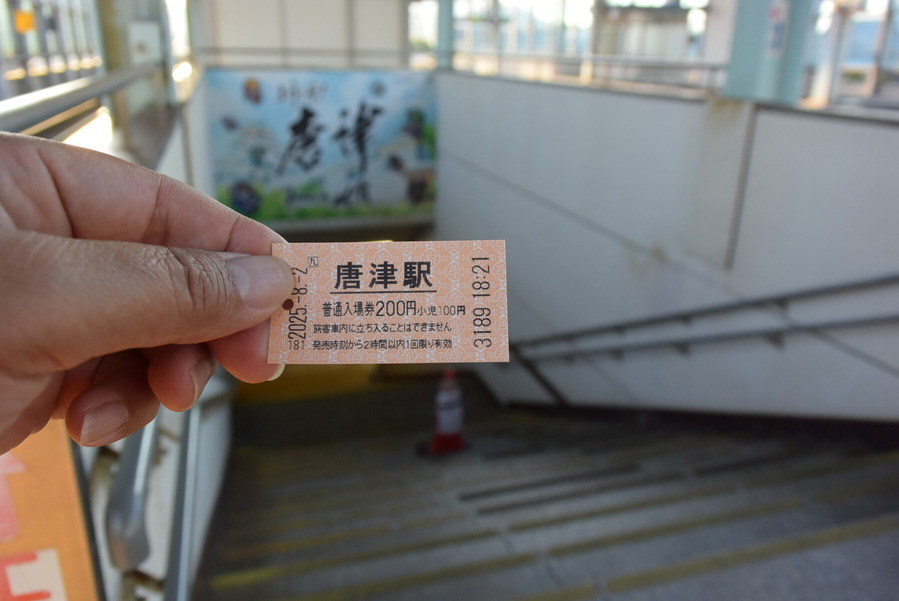 唐津
2025.-8.-2
九
唐津駅
普通入場券200円小児100円
旅客車内に立ち入ることはできません
発売時刻から2時間以内1回限り有効
181
3189 18:21